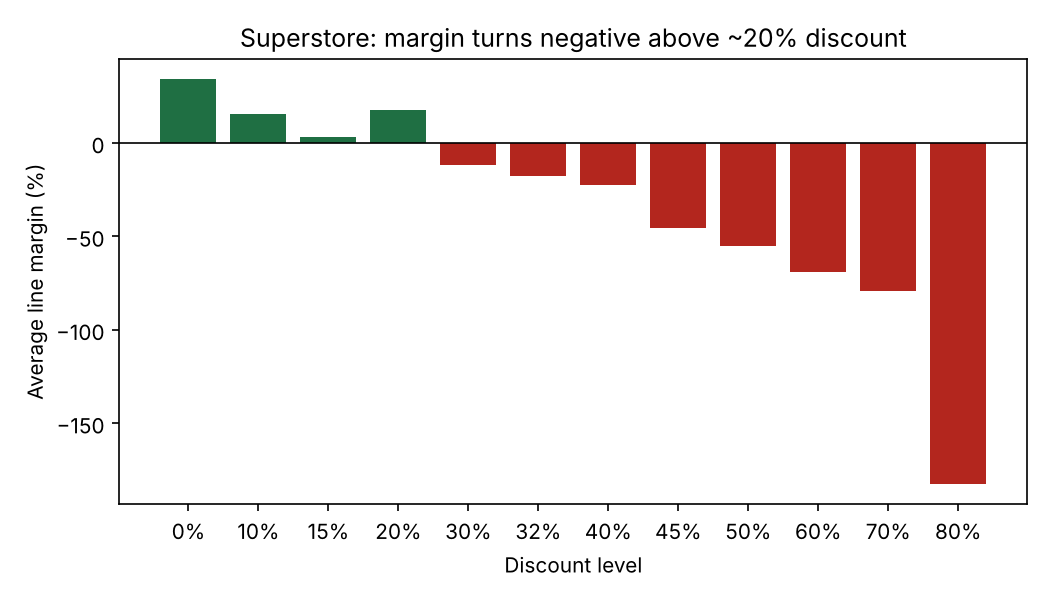 Superstore: margin turns negative above ~20% discount
Average line margin (%)
0
−50
−100
−150
0% 10% 15% 20% 30% 32% 40% 45% 50% 60% 70% 80%
Discount level